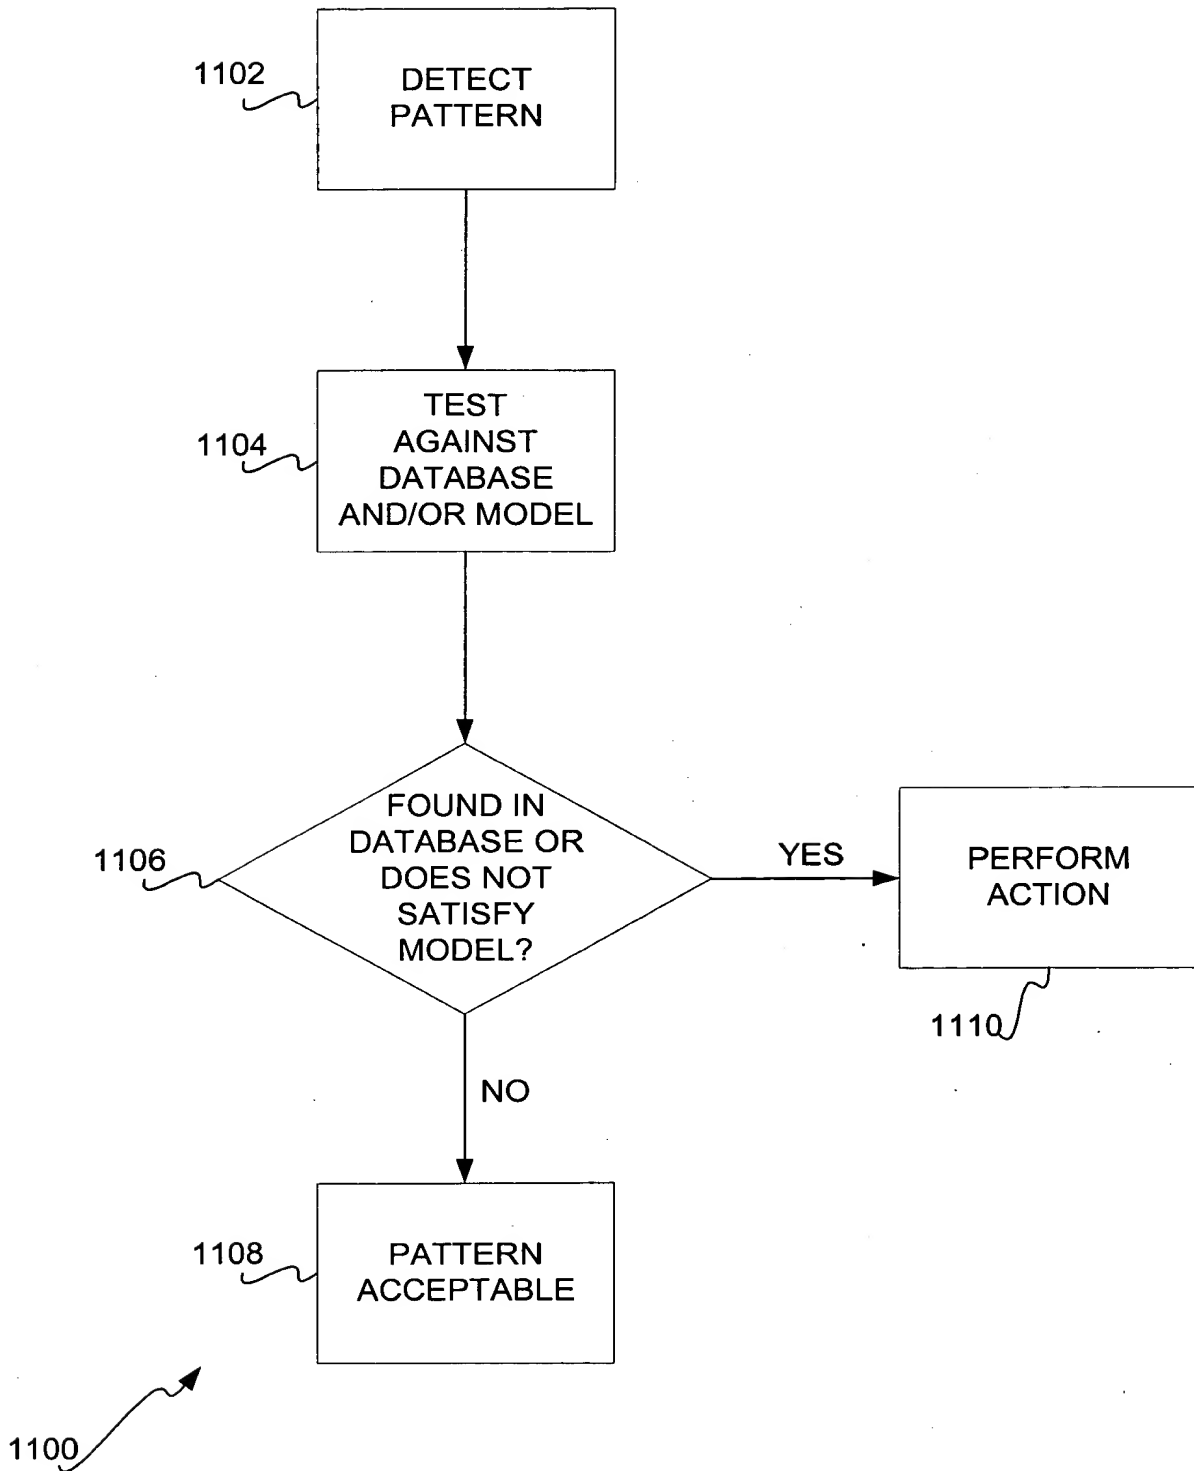 1102
DETECT
PATTERN
1104
TEST
AGAINST
DATABASE
AND/OR MODEL
1106
FOUND IN
DATABASE OR
DOES NOT
SATISFY
MODEL?
YES
PERFORM
ACTION
1110
NO
1108
PATTERN
ACCEPTABLE
1100